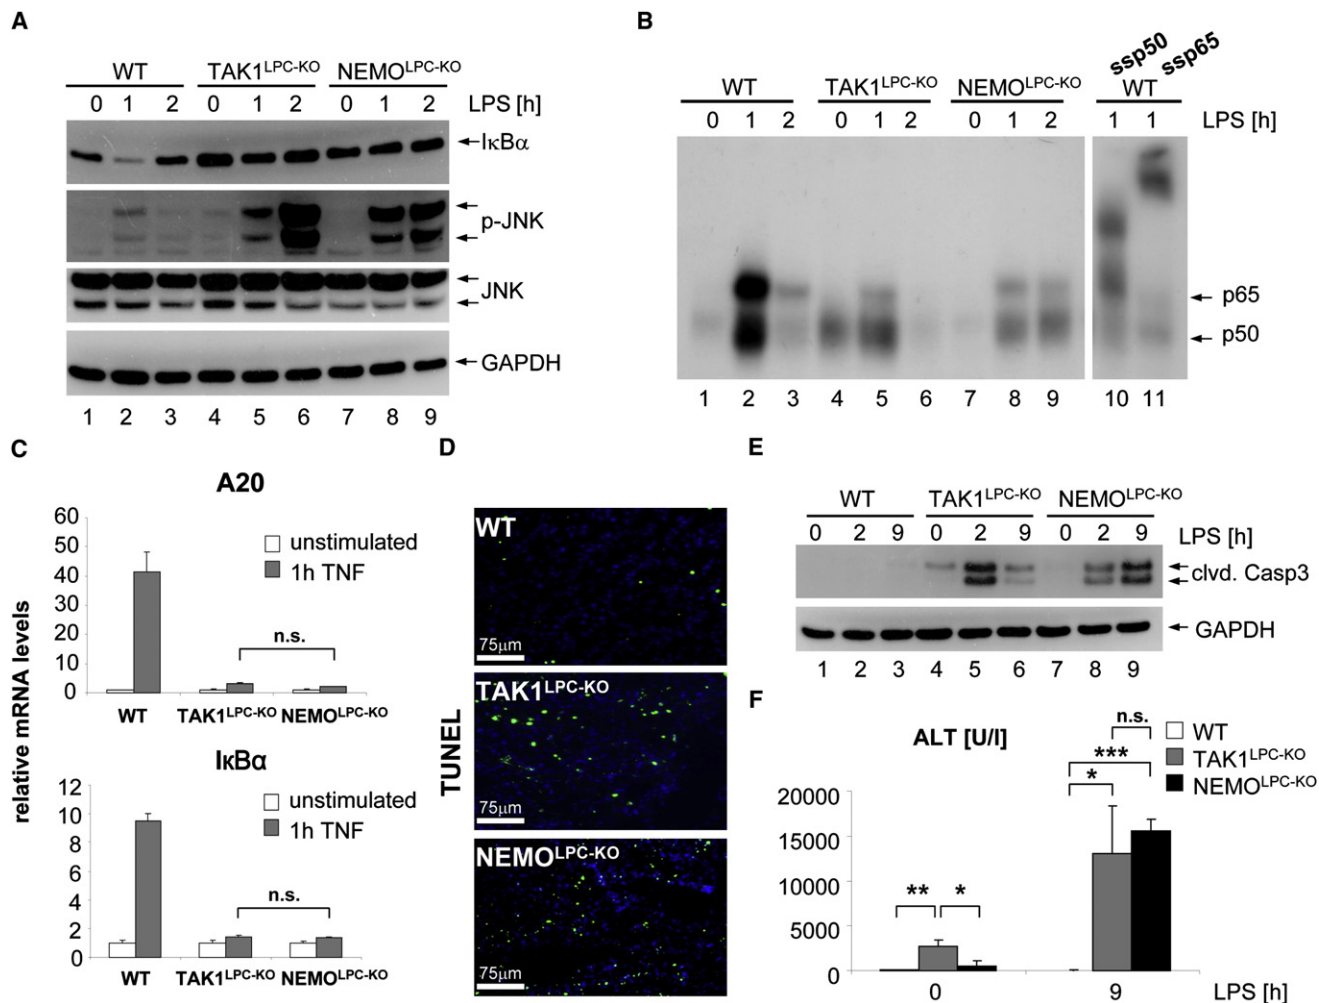 A
WT TAK1LPC-KO NEMOLPC-KO
0 1 2 0 1 2 0 1 2 LPS [h]
IκBα
p-JNK
JNK
GAPDH
1 2 3 4 5 6 7 8 9
B
ssp50 ssp65
WT TAK1LPC-KO NEMOLPC-KO WT
0 1 2 0 1 2 0 1 2 1 1 LPS [h]
p65
p50
1 2 3 4 5 6 7 8 9 10 11
C
A20
relative mRNA levels
60
50
40
30
20
10
0
unstimulated
1h TNF
n.s.
WT TAK1LPC-KO NEMOLPC-KO
IκBα
12
10
8
6
4
2
0
unstimulated
1h TNF
n.s.
WT TAK1LPC-KO NEMOLPC-KO
D
TUNEL
WT
75μm
TAK1LPC-KO
75μm
NEMOLPC-KO
75μm
E
WT TAK1LPC-KO NEMOLPC-KO
0 2 9 0 2 9 0 2 9 LPS [h]
clvd. Casp3
GAPDH
1 2 3 4 5 6 7 8 9
F
ALT [U/l]
WT
TAK1LPC-KO
NEMOLPC-KO
n.s.
***
*
** *
20000
15000
10000
5000
0
0 9 LPS [h]